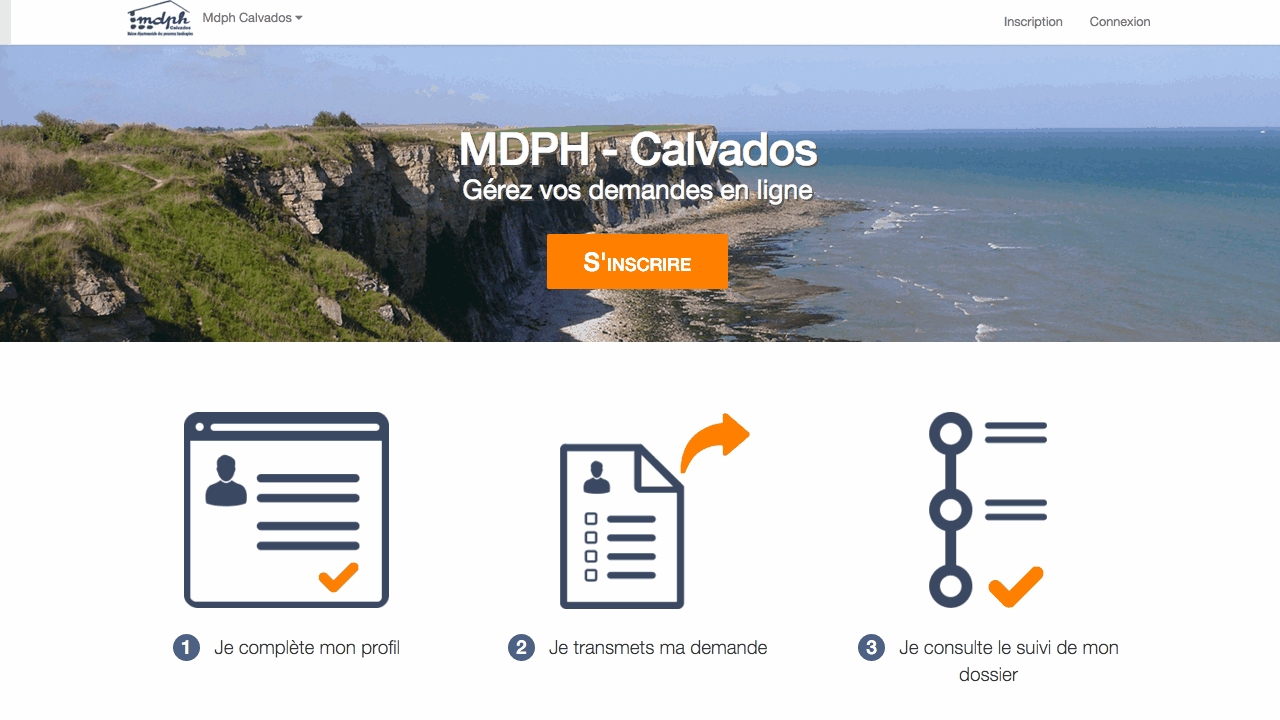 mdph
Calvados
Maison départementale des personnes handicapées
Mdph Calvados
Inscription
Connexion
MDPH - Calvados
Gérez vos demandes en ligne
S'INSCRIRE
1 Je complète mon profil
2 Je transmets ma demande
3 Je consulte le suivi de mon
dossier